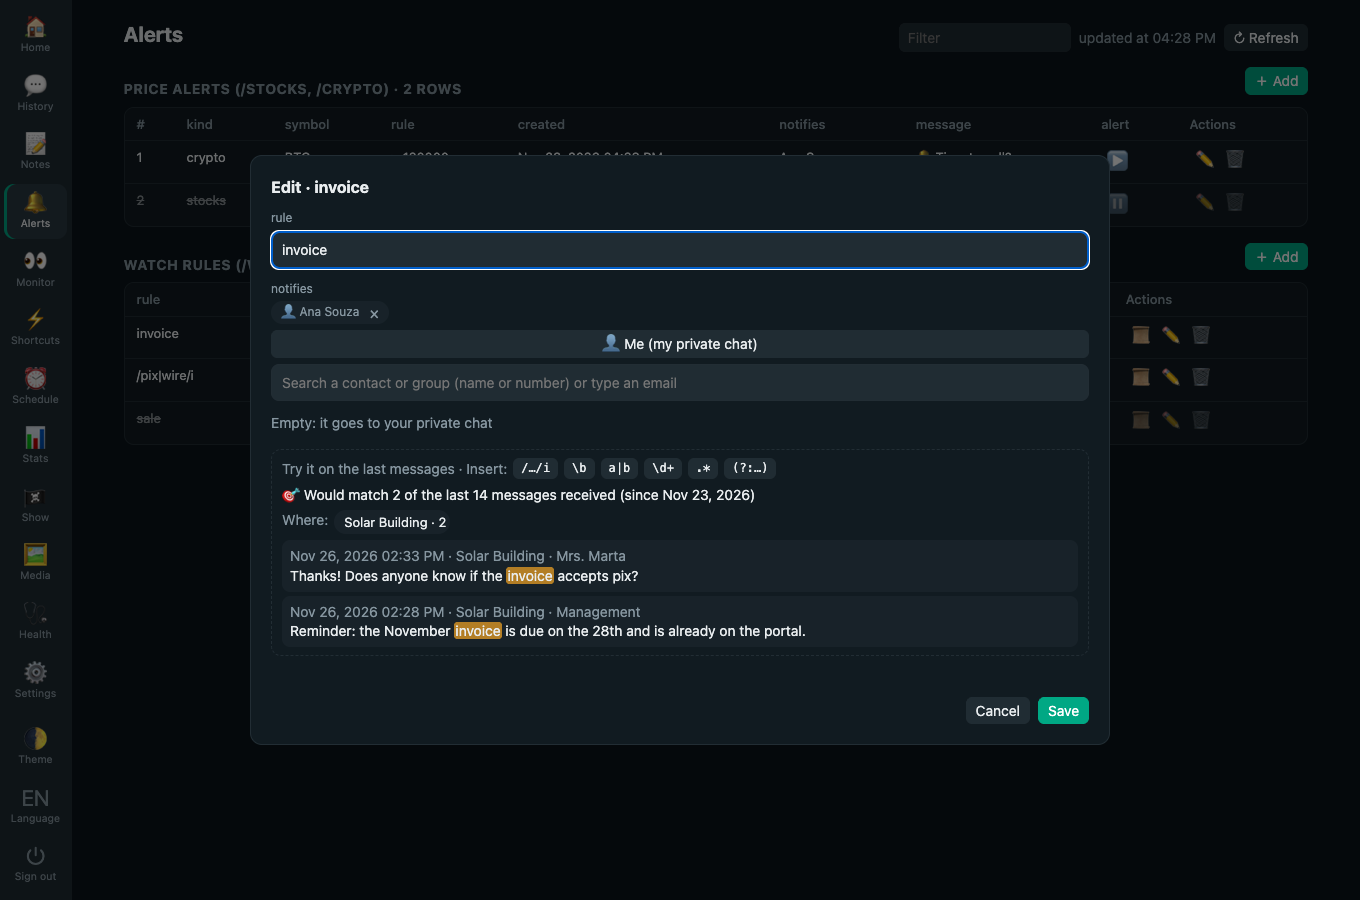 Home
History
Notes
Alerts
Monitor
Shortcuts
Schedule
Stats
Show
Media
Health
Settings
Theme
EN
Language
Sign out
Alerts
Filter
updated at 04:28 PM
Refresh
PRICE ALERTS (/STOCKS, /CRYPTO) · 2 ROWS
+ Add
# kind symbol rule created notifies message alert Actions
1 crypto
2 stocks
WATCH RULES
+ Add
rule Actions
invoice
/pix|wire/i
sale
Edit · invoice
rule
invoice
notifies
Ana Souza ×
Me (my private chat)
Search a contact or group (name or number) or type an email
Empty: it goes to your private chat
Try it on the last messages · Insert: /…/i \b a|b \d+ .* (?:…)
Would match 2 of the last 14 messages received (since Nov 23, 2026)
Where: Solar Building · 2
Nov 26, 2026 02:33 PM · Solar Building · Mrs. Marta
Thanks! Does anyone know if the invoice accepts pix?
Nov 26, 2026 02:28 PM · Solar Building · Management
Reminder: the November invoice is due on the 28th and is already on the portal.
Cancel
Save